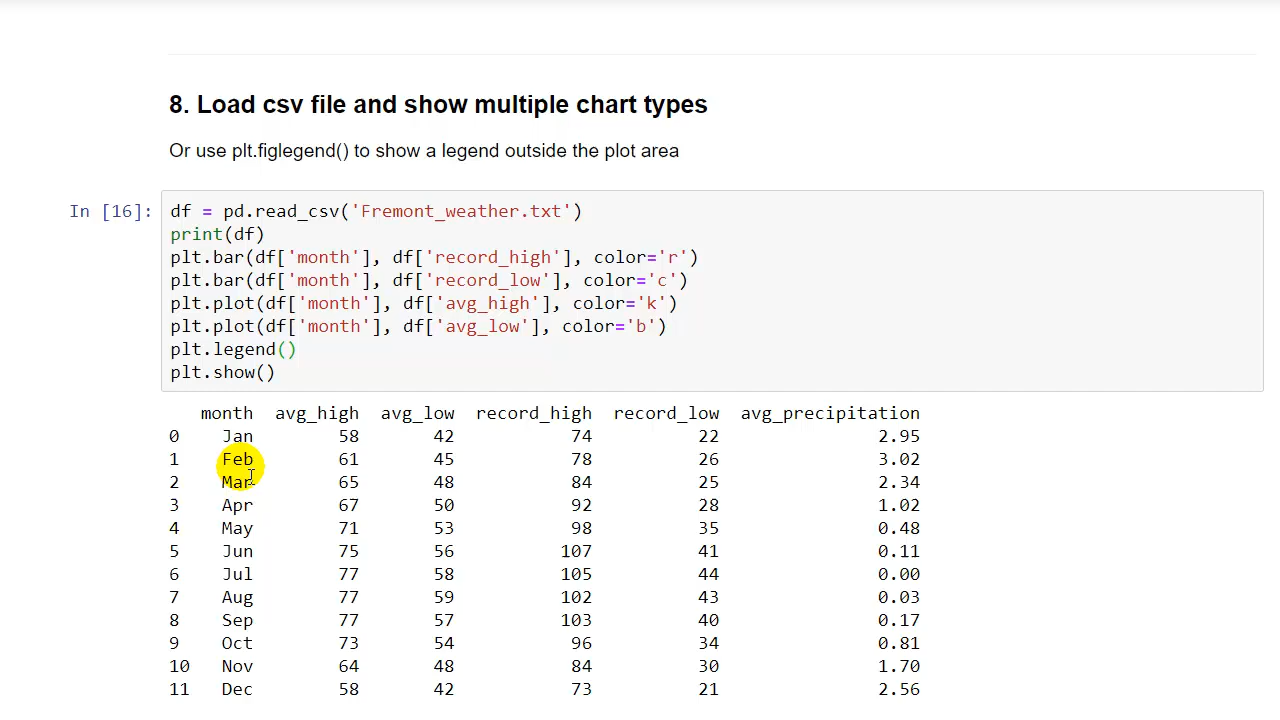 8. Load csv file and show multiple chart types
Or use plt.figlegend() to show a legend outside the plot area
In [16]: df = pd.read_csv('Fremont_weather.txt')
print(df)
plt.bar(df['month'], df['record_high'], color='r')
plt.bar(df['month'], df['record_low'], color='c')
plt.plot(df['month'], df['avg_high'], color='k')
plt.plot(df['month'], df['avg_low'], color='b')
plt.legend()
plt.show()
month avg_high avg_low record_high record_low avg_precipitation
0 Jan 58 42 74 22 2.95
1 Feb 61 45 78 26 3.02
2 Mar 65 48 84 25 2.34
3 Apr 67 50 92 28 1.02
4 May 71 53 98 35 0.48
5 Jun 75 56 107 41 0.11
6 Jul 77 58 105 44 0.00
7 Aug 77 59 102 43 0.03
8 Sep 77 57 103 40 0.17
9 Oct 73 54 96 34 0.81
10 Nov 64 48 84 30 1.70
11 Dec 58 42 73 21 2.56